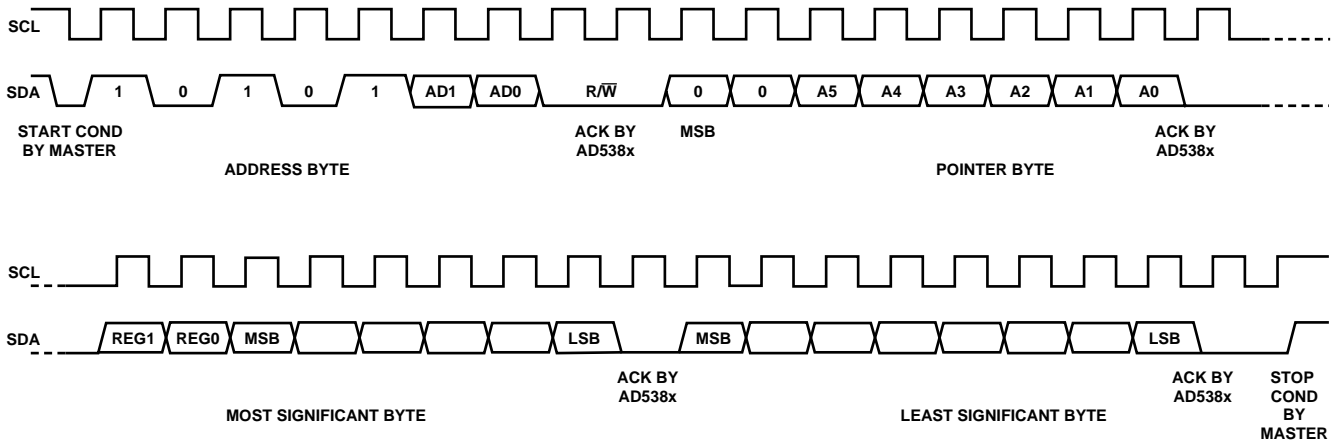 SCL
SDA 1 0 1 0 1 AD1 AD0 R/W̅ 0 0 A5 A4 A3 A2 A1 A0
START COND ACK BY MSB ACK BY
BY MASTER AD538x AD538x
ADDRESS BYTE POINTER BYTE
SCL
SDA REG1 REG0 MSB LSB MSB LSB
ACK BY ACK BY STOP
AD538x AD538x COND
MOST SIGNIFICANT BYTE LEAST SIGNIFICANT BYTE BY
MASTER